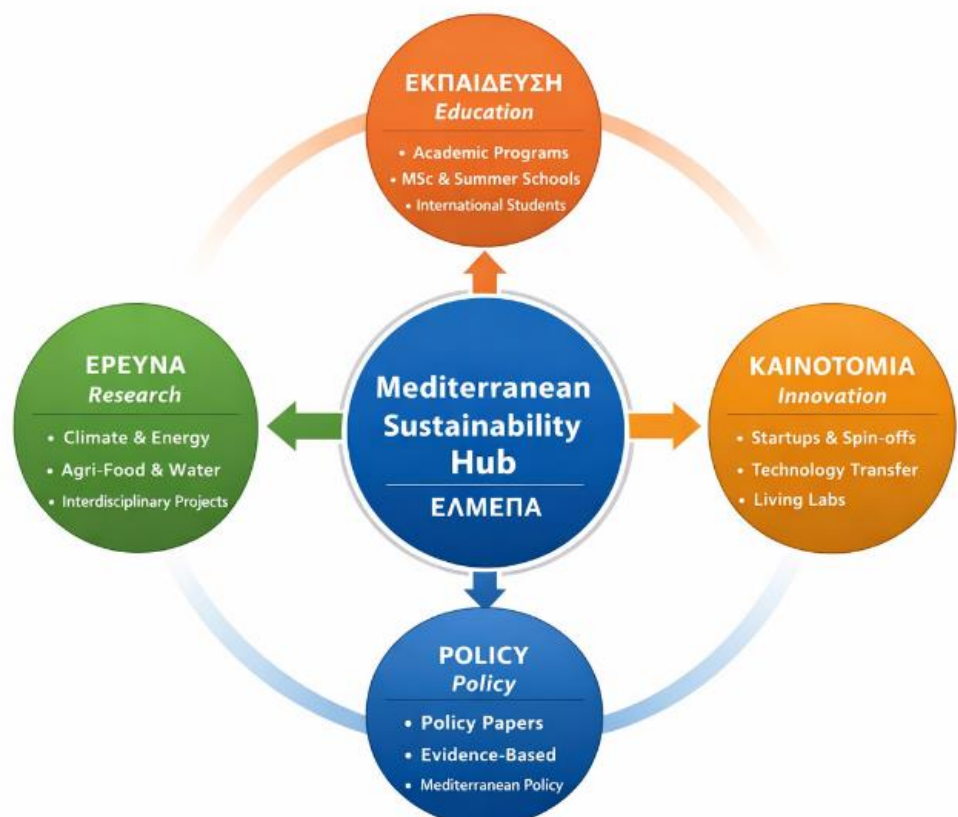 ΕΚΠΑΙΔΕΥΣΗ
Education
• Academic Programs
• MSc & Summer Schools
• International Students
ΕΡΕΥΝΑ
Research
• Climate & Energy
• Agri-Food & Water
• Interdisciplinary Projects
Mediterranean
Sustainability
Hub
ΕΛΜΕΠΑ
ΚΑΙΝΟΤΟΜΙΑ
Innovation
• Startups & Spin-offs
• Technology Transfer
• Living Labs
POLICY
Policy
• Policy Papers
• Evidence-Based
• Mediterranean Policy